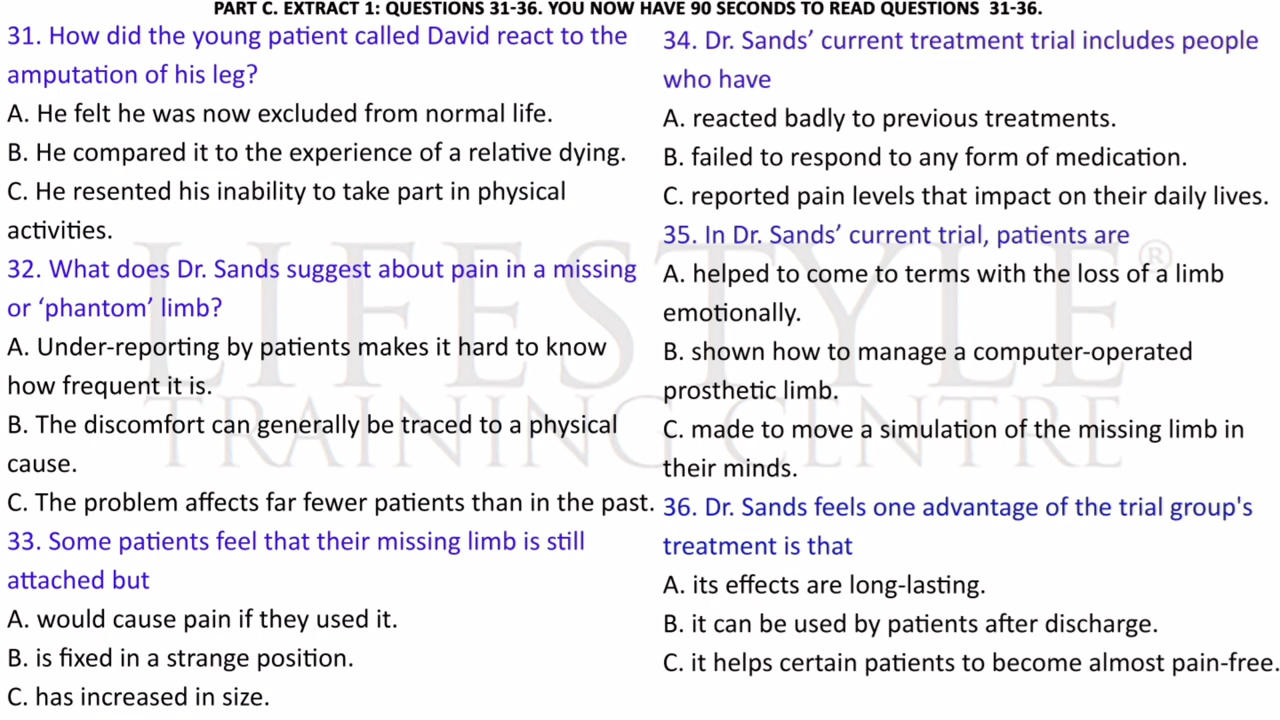 PART C. EXTRACT 1: QUESTIONS 31-36. YOU NOW HAVE 90 SECONDS TO READ QUESTIONS 31-36.
31. How did the young patient called David react to the
amputation of his leg?
A. He felt he was now excluded from normal life.
B. He compared it to the experience of a relative dying.
C. He resented his inability to take part in physical
activities.
32. What does Dr. Sands suggest about pain in a missing
or ‘phantom’ limb?
A. Under-reporting by patients makes it hard to know
how frequent it is.
B. The discomfort can generally be traced to a physical
cause.
C. The problem affects far fewer patients than in the past.
33. Some patients feel that their missing limb is still
attached but
A. would cause pain if they used it.
B. is fixed in a strange position.
C. has increased in size.
34. Dr. Sands’ current treatment trial includes people
who have
A. reacted badly to previous treatments.
B. failed to respond to any form of medication.
C. reported pain levels that impact on their daily lives.
35. In Dr. Sands’ current trial, patients are
A. helped to come to terms with the loss of a limb
emotionally.
B. shown how to manage a computer-operated
prosthetic limb.
C. made to move a simulation of the missing limb in
their minds.
36. Dr. Sands feels one advantage of the trial group's
treatment is that
A. its effects are long-lasting.
B. it can be used by patients after discharge.
C. it helps certain patients to become almost pain-free.
LIFESTYLE®
TRAINING CENTRE